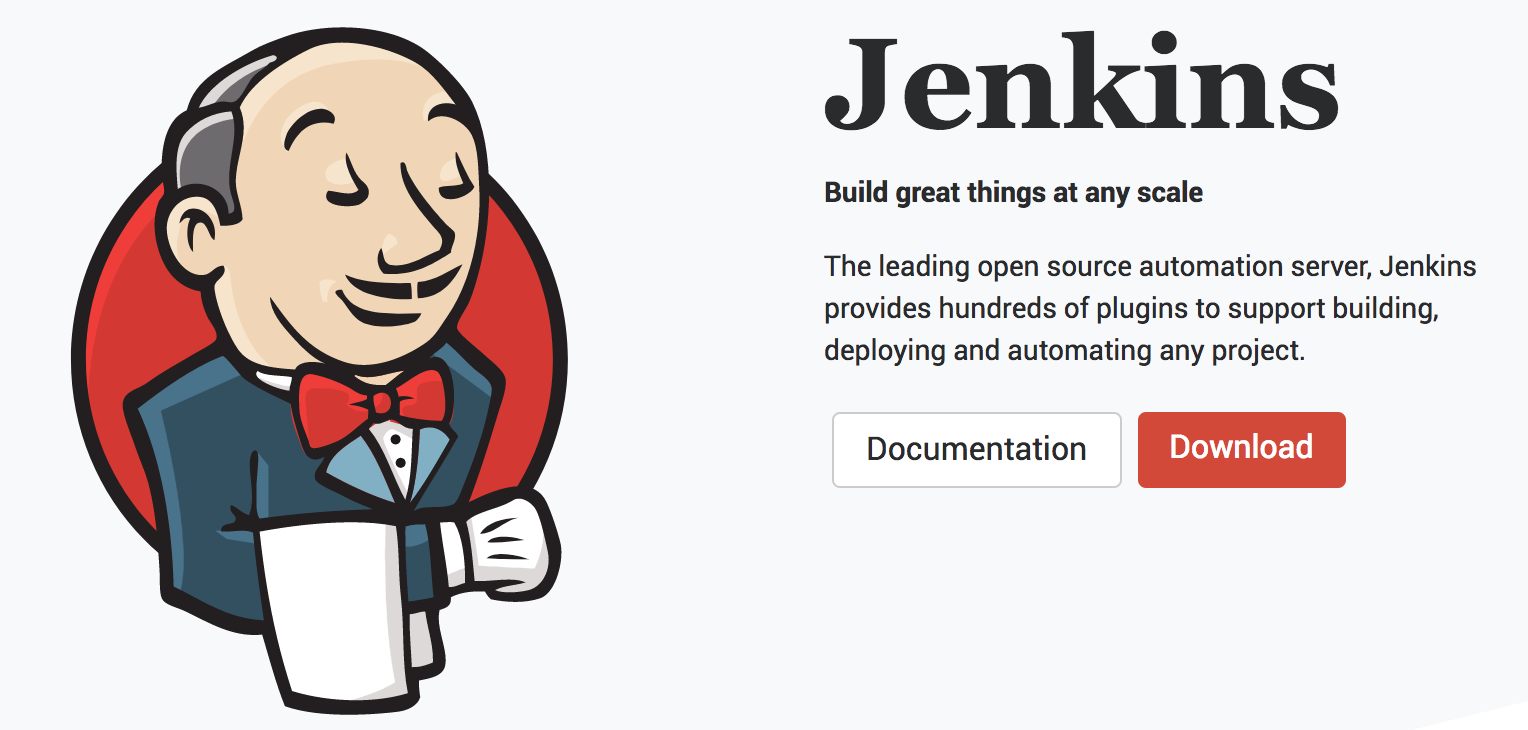 Jenkins
Build great things at any scale
The leading open source automation server, Jenkins
provides hundreds of plugins to support building,
deploying and automating any project.
Documentation
Download